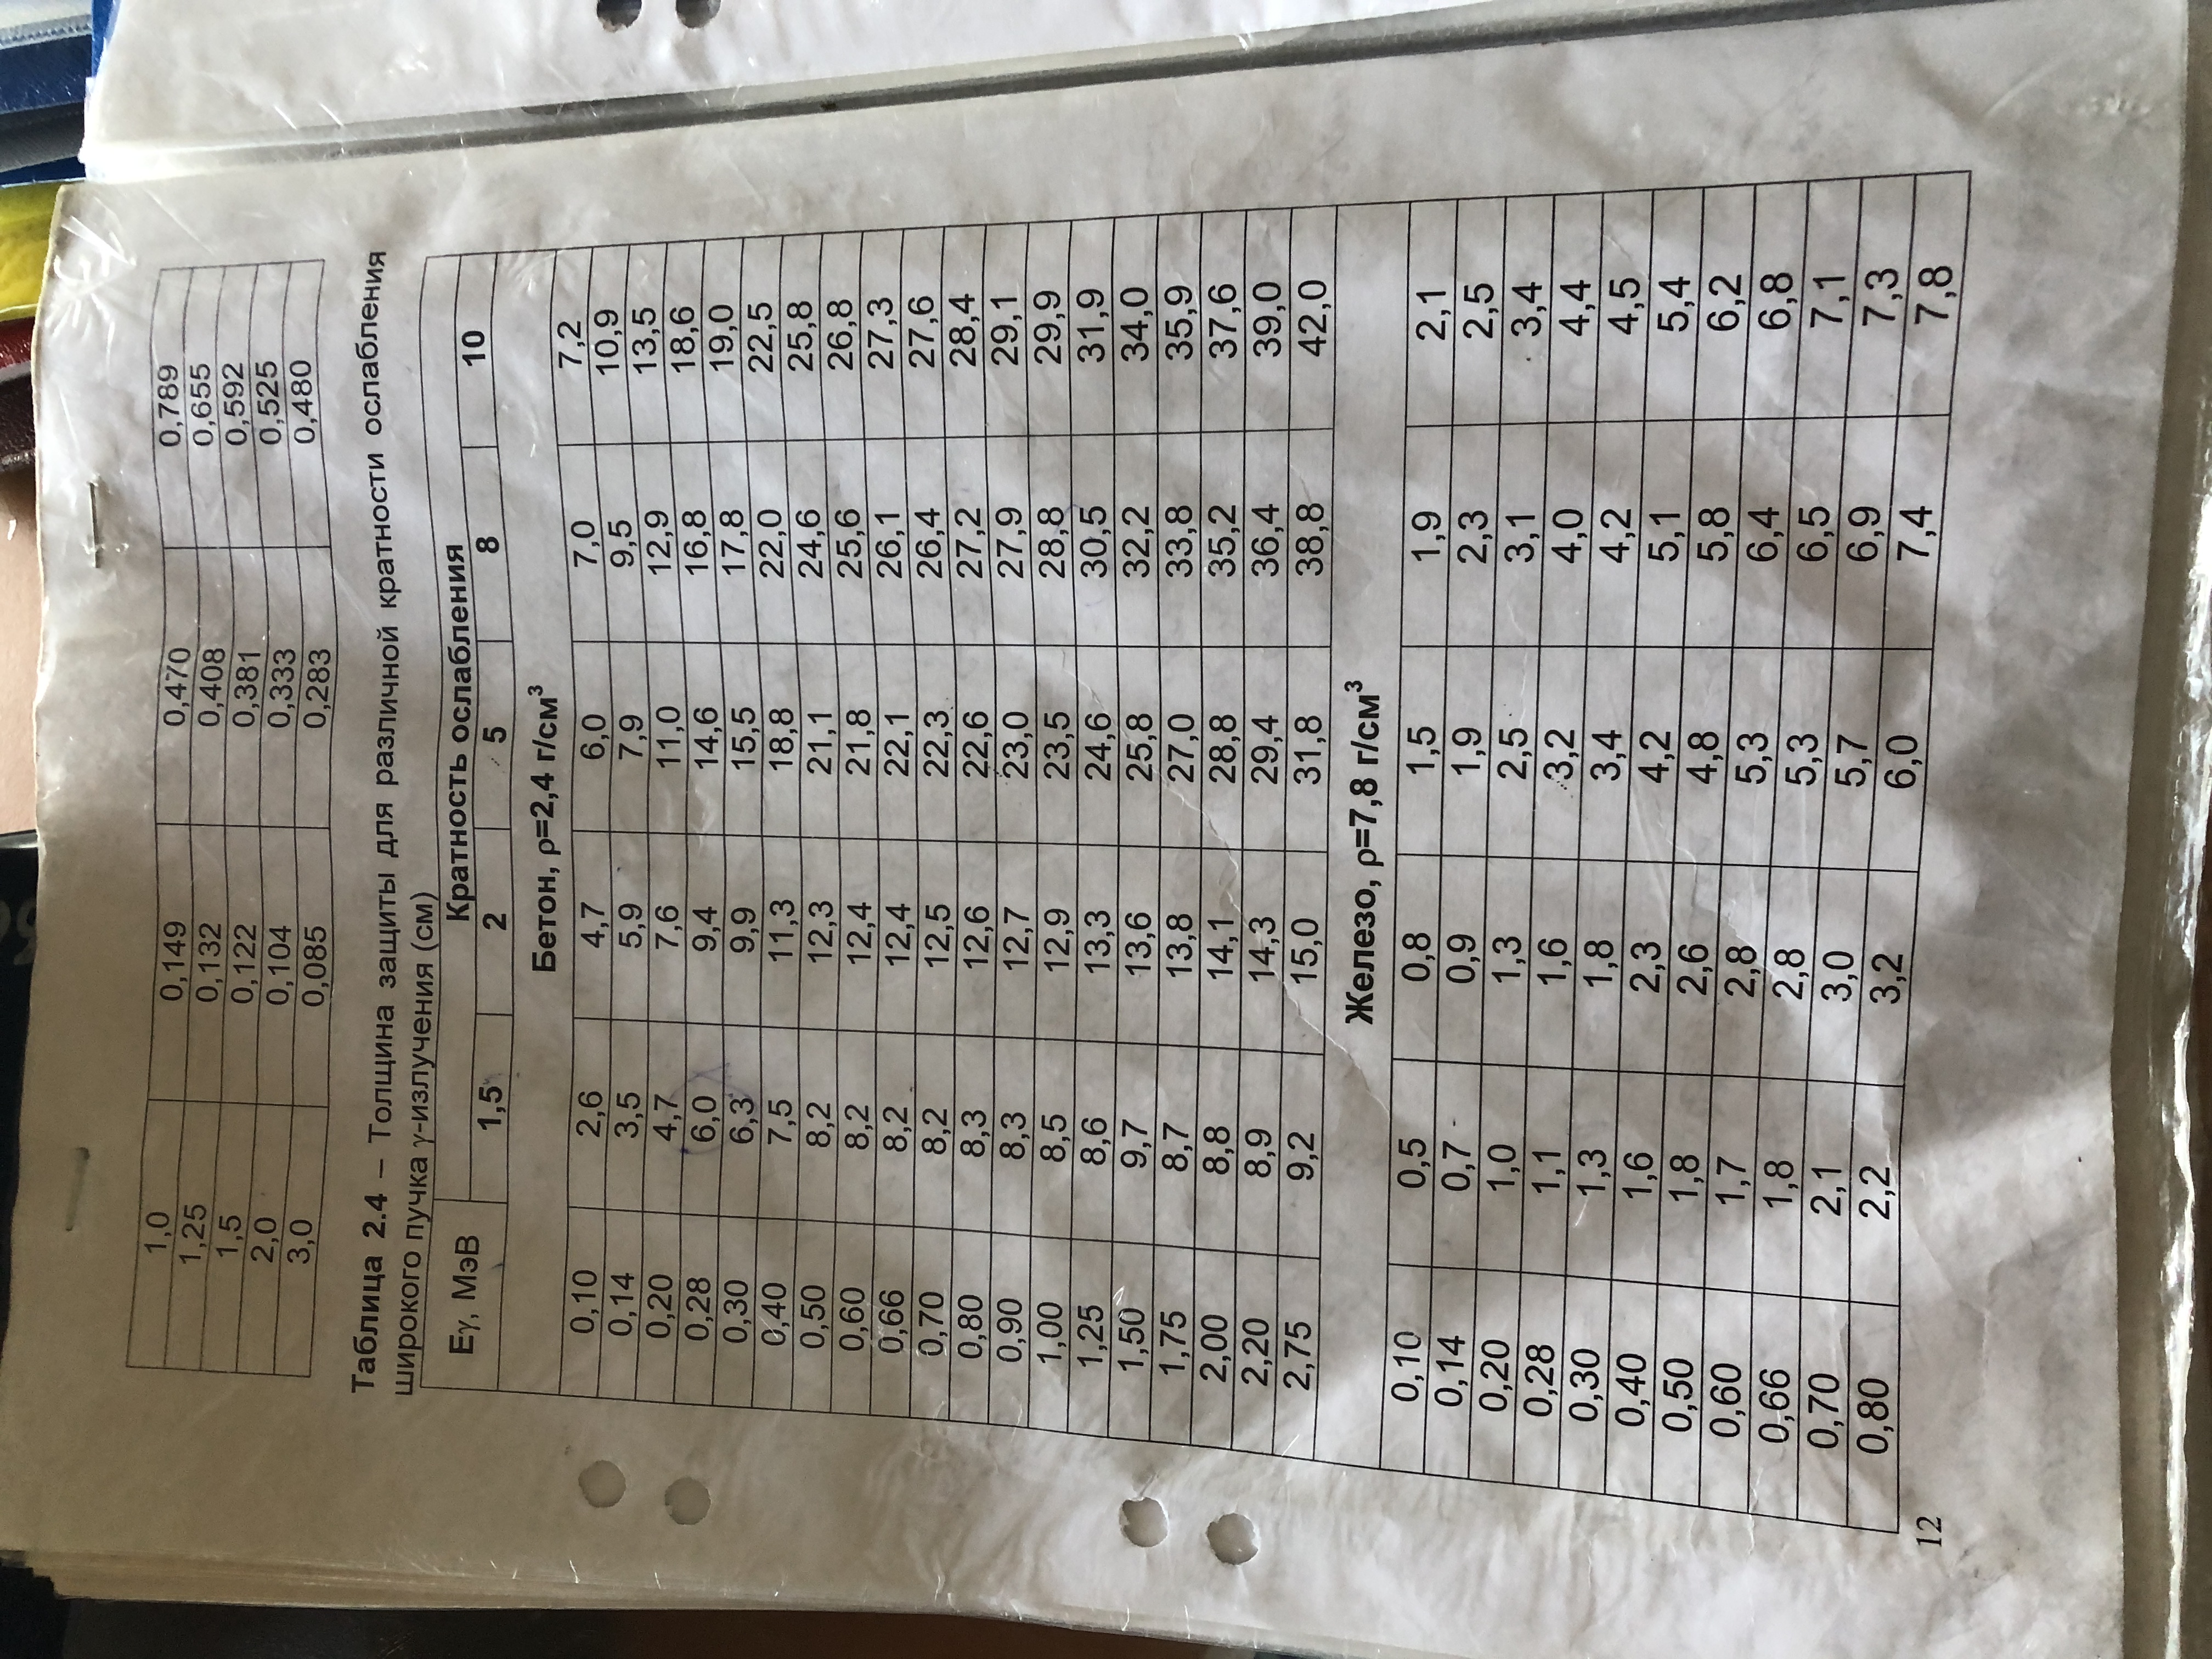 1,0 0,149 0,470 0,789
1,25 0,132 0,408 0,655
1,5 0,122 0,381 0,592
2,0 0,104 0,333 0,525
3,0 0,085 0,283 0,480
Таблица 2.4 – Толщина защиты для различной кратности ослабления
широкого пучка γ-излучения (см)
Eγ, МэВ Кратность ослабления
1,5 2 5 8 10
Бетон, ρ=2,4 г/см³
0,10 2,6 4,7 6,0 7,0 7,2
0,14 3,5 5,9 7,9 9,5 10,9
0,20 4,7 7,6 11,0 12,9 13,5
0,28 6,0 9,4 14,6 16,8 18,6
0,30 6,3 9,9 15,5 17,8 19,0
0,40 7,5 11,3 18,8 22,0 22,5
0,50 8,2 12,3 21,1 24,6 25,8
0,60 8,2 12,4 21,8 25,6 26,8
0,66 8,2 12,4 22,1 26,1 27,3
0,70 8,2 12,5 22,3 26,4 27,6
0,80 8,3 12,6 22,6 27,2 28,4
0,90 8,3 12,7 23,0 27,9 29,1
1,00 8,5 12,9 23,5 28,8 29,9
1,25 8,6 13,3 24,6 30,5 31,9
1,50 9,7 13,6 25,8 32,2 34,0
1,75 8,7 13,8 27,0 33,8 35,9
2,00 8,8 14,1 28,8 35,2 37,6
2,20 8,9 14,3 29,4 36,4 39,0
2,75 9,2 15,0 31,8 38,8 42,0
Железо, ρ=7,8 г/см³
0,10 0,5 0,8 1,5 1,9 2,1
0,14 0,7 0,9 1,9 2,3 2,5
0,20 1,0 1,3 2,5 3,1 3,4
0,28 1,1 1,6 3,2 4,0 4,4
0,30 1,3 1,8 3,4 4,2 4,5
0,40 1,6 2,3 4,2 5,1 5,4
0,50 1,8 2,6 4,8 5,8 6,2
0,60 1,7 2,8 5,3 6,4 6,8
0,66 1,8 2,8 5,3 6,5 7,1
0,70 2,1 3,0 5,7 6,9 7,3
0,80 2,2 3,2 6,0 7,4 7,8
12